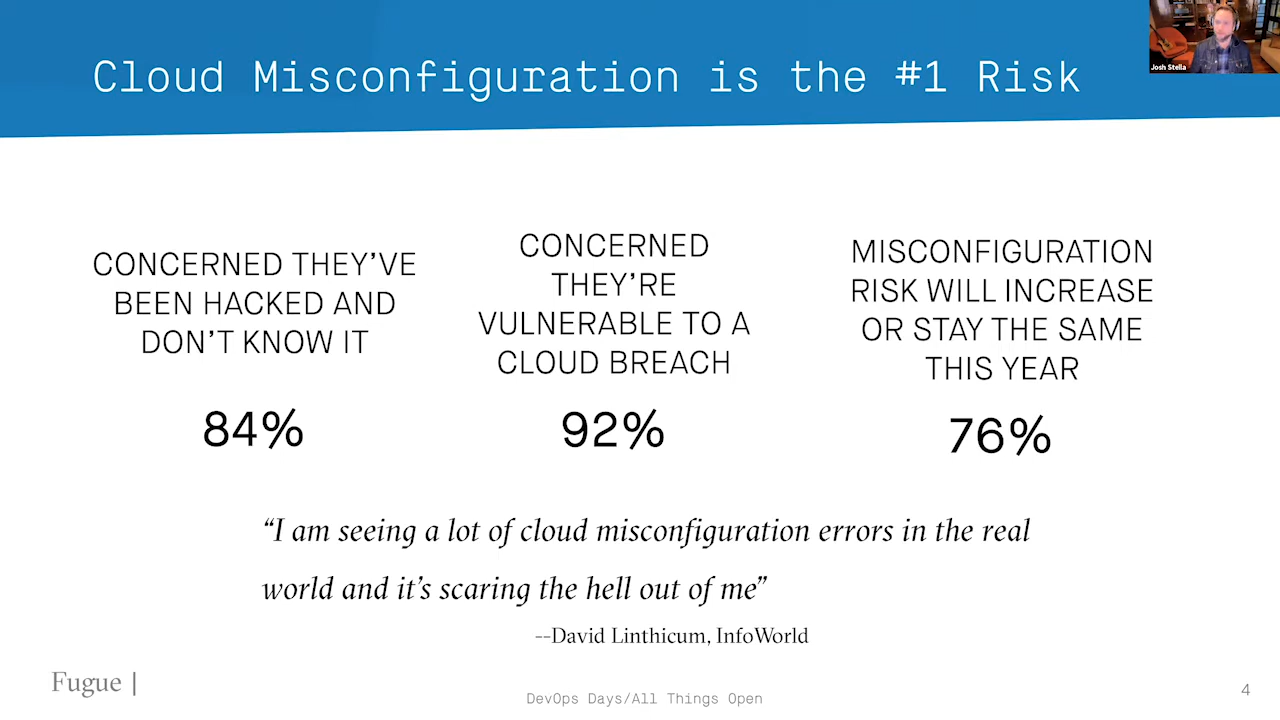 Cloud Misconfiguration is the #1 Risk
Josh Stella
CONCERNED THEY’VE
BEEN HACKED AND
DON’T KNOW IT
84%
CONCERNED
THEY’RE
VULNERABLE TO A
CLOUD BREACH
92%
MISCONFIGURATION
RISK WILL INCREASE
OR STAY THE SAME
THIS YEAR
76%
“I am seeing a lot of cloud misconfiguration errors in the real
world and it’s scaring the hell out of me”
--David Linthicum, InfoWorld
Fugue |
DevOps Days/All Things Open
4